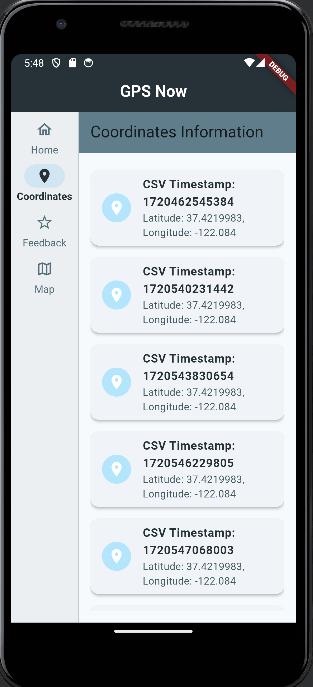 5:48
DEBUG
GPS Now
Home
Coordinates
Feedback
Map
Coordinates Information
CSV Timestamp:
1720462545384
Latitude: 37.4219983,
Longitude: -122.084
CSV Timestamp:
1720540231442
Latitude: 37.4219983,
Longitude: -122.084
CSV Timestamp:
1720543830654
Latitude: 37.4219983,
Longitude: -122.084
CSV Timestamp:
1720546229805
Latitude: 37.4219983,
Longitude: -122.084
CSV Timestamp:
1720547068003
Latitude: 37.4219983,
Longitude: -122.084